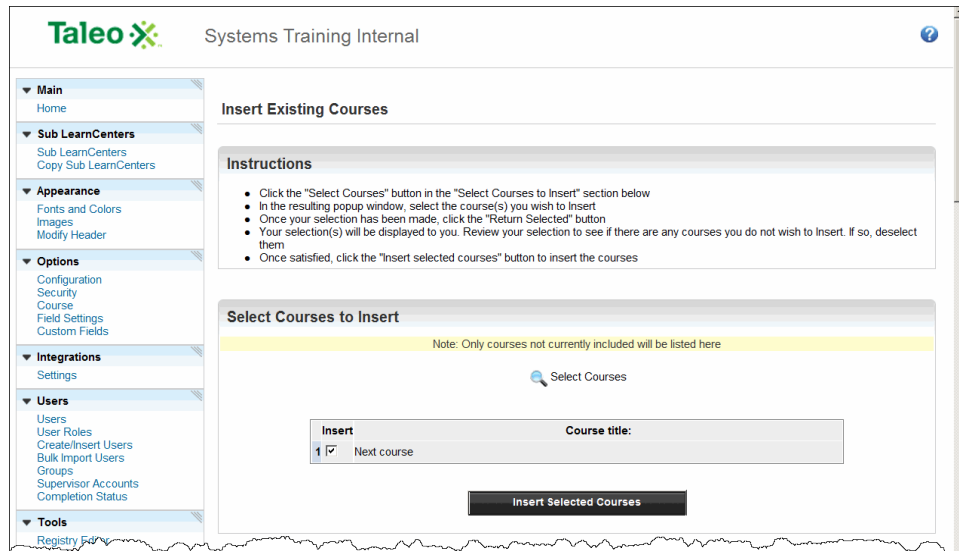 Taleo
Systems Training Internal
?
Main
Home
Sub LearnCenters
Sub LearnCenters
Copy Sub LearnCenters
Appearance
Fonts and Colors
Images
Modify Header
Options
Configuration
Security
Course
Field Settings
Custom Fields
Integrations
Settings
Users
Users
User Roles
Create/Insert Users
Bulk Import Users
Groups
Supervisor Accounts
Completion Status
Tools
Registry Editor
Insert Existing Courses
Instructions
• Click the "Select Courses" button in the "Select Courses to Insert" section below
• In the resulting popup window, select the course(s) you wish to Insert
• Once your selection has been made, click the "Return Selected" button
• Your selection(s) will be displayed to you. Review your selection to see if there are any courses you do not wish to Insert. If so, deselect
them
• Once satisfied, click the "Insert selected courses" button to insert the courses
Select Courses to Insert
Note: Only courses not currently included will be listed here
Select Courses
Insert Course title:
1 Next course
Insert Selected Courses